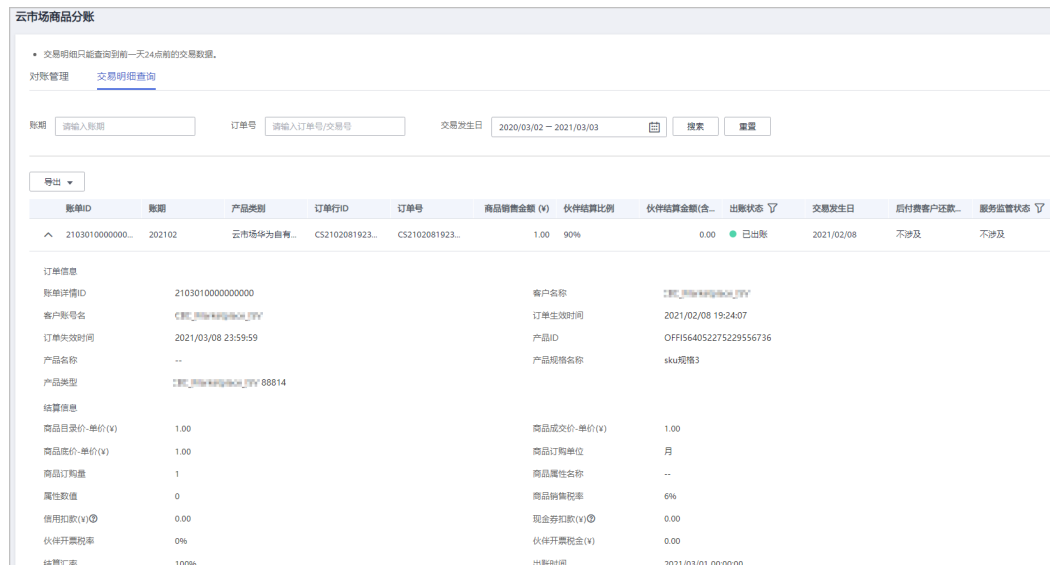 云市场商品分账
• 交易明细只能查询到前一天24点前的交易数据。
对账管理 交易明细查询
账期 请输入账期 订单号 请输入订单号/交易号 交易发生日 2020/03/02 − 2021/03/03 搜索 重置
导出
账单ID 账期 产品类别 订单行ID 订单号 商品销售金额 (¥) 伙伴结算比例 伙伴结算金额(含... 出账状态 交易发生日 后付费客户还款... 服务监管状态
2103010000000... 202102 云市场华为自有... CS2102081923... CS2102081923... 1.00 90% 0.00 已出账 2021/02/08 不涉及 不涉及
订单信息
账单详情ID 2103010000000000 客户名称
客户账号名 订单生效时间 2021/02/08 19:24:07
订单失效时间 2021/03/08 23:59:59 产品ID OFFI564052275229556736
产品名称 -- 产品规格名称 sku规格3
产品类型 88814
结算信息
商品目录价-单价(¥) 1.00 商品成交价-单价(¥) 1.00
商品底价-单价(¥) 1.00 商品订购单位 月
商品订购量 1 商品属性名称 --
属性数值 0 商品销售税率 6%
信用扣款(¥) 0.00 现金券扣款(¥) 0.00
伙伴开票税率 0% 伙伴开票税金(¥) 0.00
结算汇率 100% 出账时间 2021/03/01 00:00:00